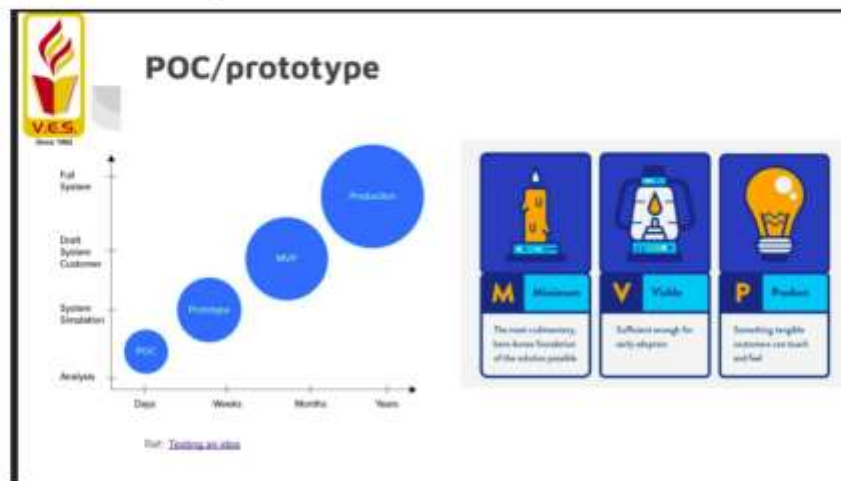 V.E.S.
Since 1962
POC/prototype
Full
System
Draft
System
Customer
System
Simulation
Analysis
Production
MVP
Prototype
POC
Days Weeks Months Years
Ref: Testing an idea
M Minimum
The most rudimentary,
bare-bones foundation
of the solution possible
V Viable
Sufficient enough for
early adopters
P Product
Something tangible
customers can touch
and feel